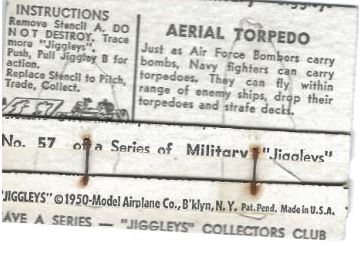 INSTRUCTIONS
Remove Stencil A. DO
NOT DESTROY. Trace
more "Jiggleys".
Push, Pull Jiggley B for
action.
Replace Stencil to Pitch,
Trade, Collect.
AERIAL TORPEDO
Just as Air Force Bombers carry
bombs, Navy fighters can carry
torpedoes. They can fly within
range of enemy ships, drop their
torpedoes and strafe decks.
No. 57 of a Series of Military "Jiggleys"
"JIGGLEYS" ©1950-Model Airplane Co., B'klyn, N.Y. Pat. Pend. Made in U.S.A.
AVE A SERIES — "JIGGLEYS" COLLECTORS CLUB